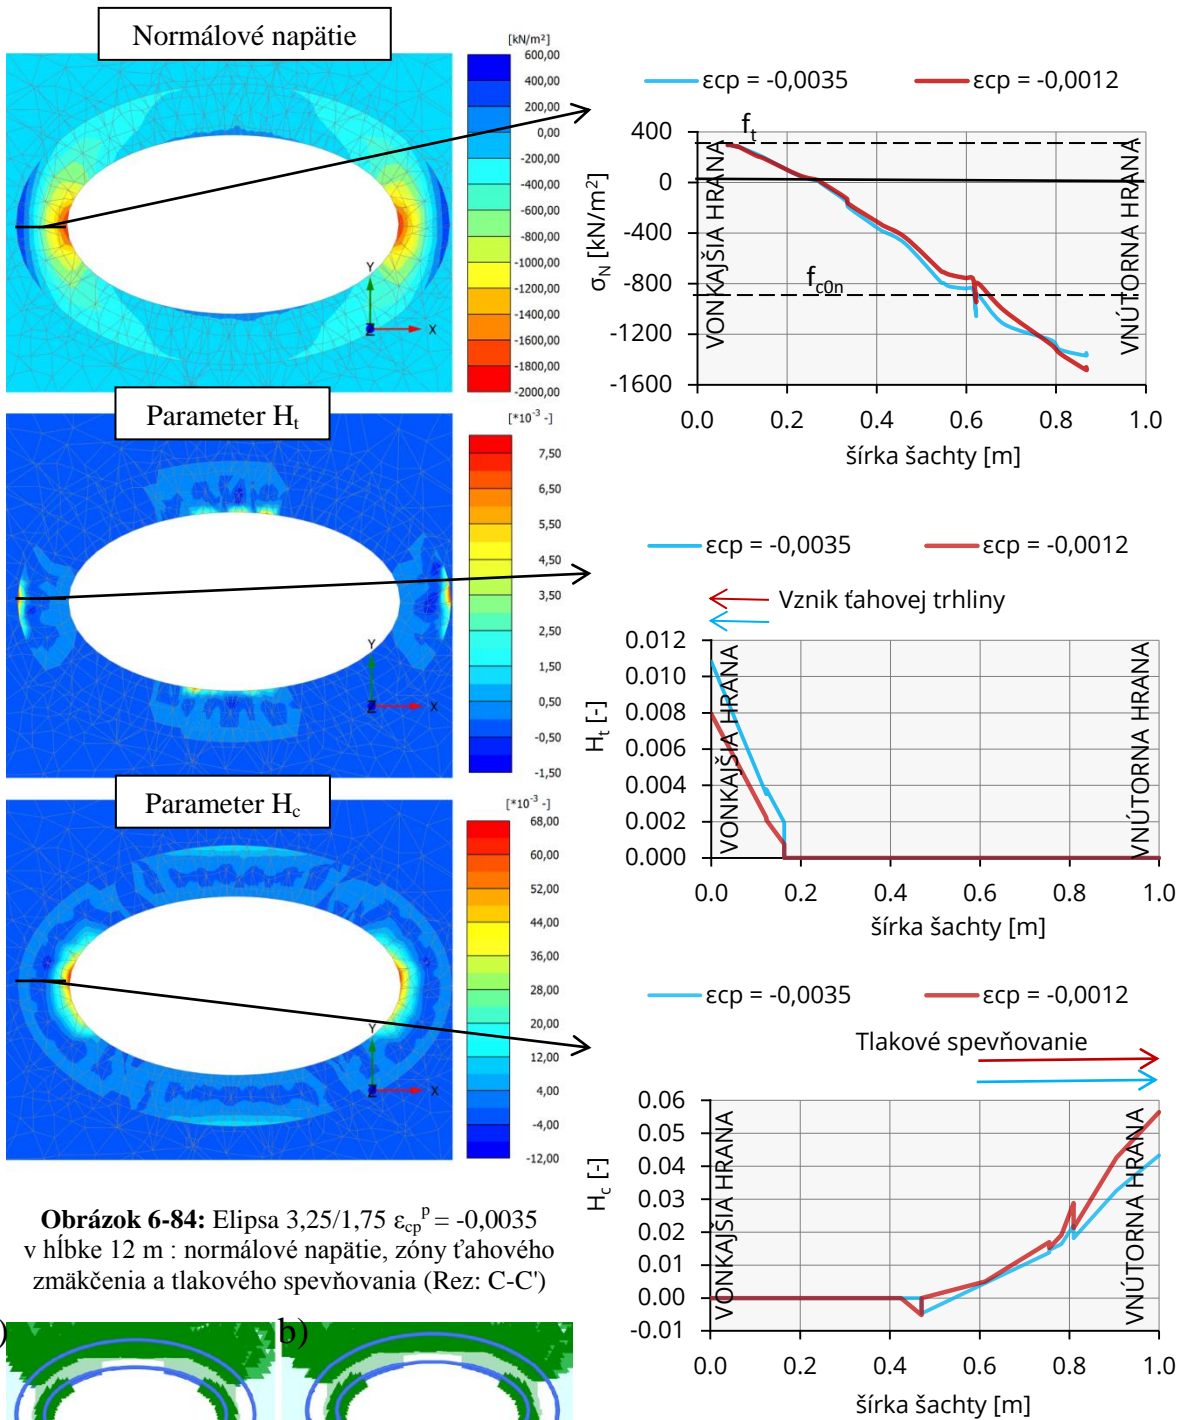 Normálové napätie
[kN/m²]
600,00
400,00
200,00
0,00
-200,00
-400,00
-600,00
-800,00
-1000,00
-1200,00
-1400,00
-1600,00
-1800,00
-2000,00
Y
X
Z
εcp = -0,0035
εcp = -0,0012
f_t
f_c0n
400
0
-400
-800
-1200
-1600
σ_N [kN/m²]
VONKAJŠIA HRANA
VNÚTORNA HRANA
0.0 0.2 0.4 0.6 0.8 1.0
šírka šachty [m]
Parameter H_t
[*10⁻³ -]
7,50
6,50
5,50
4,50
3,50
2,50
1,50
0,50
-0,50
-1,50
Y
X
Z
εcp = -0,0035
εcp = -0,0012
Vznik ťahovej trhliny
0.012
0.010
0.008
0.006
0.004
0.002
0.000
H_t [-]
VONKAJŠIA HRANA
VNÚTORNA HRANA
0.0 0.2 0.4 0.6 0.8 1.0
šírka šachty [m]
Parameter H_c
[*10⁻³ -]
68,00
60,00
52,00
44,00
36,00
28,00
20,00
12,00
4,00
-4,00
-12,00
Y
X
Z
εcp = -0,0035
εcp = -0,0012
Tlakové spevňovanie
0.06
0.05
0.04
0.03
0.02
0.01
0.00
-0.01
H_c [-]
VONKAJŠIA HRANA
VNÚTORNA HRANA
0.0 0.2 0.4 0.6 0.8 1.0
šírka šachty [m]
Obrázok 6-84: Elipsa 3,25/1,75 ε_cp^p = -0,0035
v hĺbke 12 m : normálové napätie, zóny ťahového
zmäkčenia a tlakového spevňovania (Rez: C-C')
)
b)